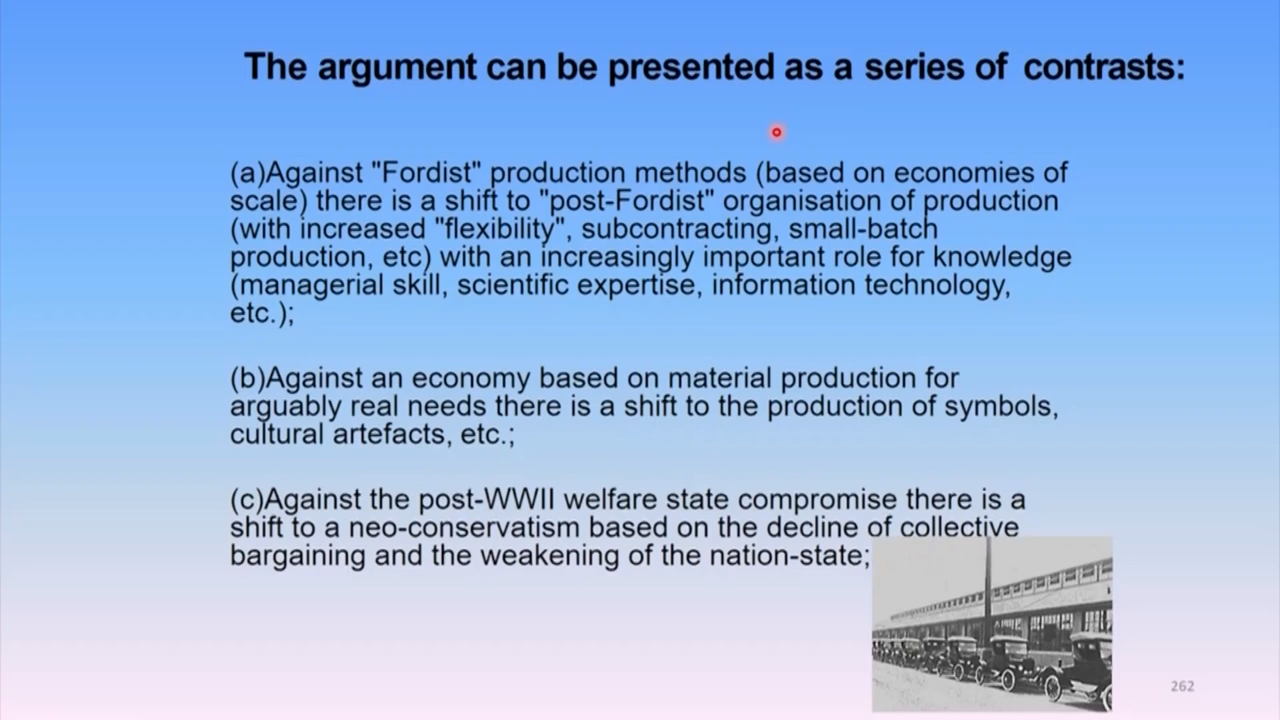 The argument can be presented as a series of contrasts:
(a)Against "Fordist" production methods (based on economies of
scale) there is a shift to "post-Fordist" organisation of production
(with increased "flexibility", subcontracting, small-batch
production, etc) with an increasingly important role for knowledge
(managerial skill, scientific expertise, information technology,
etc.);
(b)Against an economy based on material production for
arguably real needs there is a shift to the production of symbols,
cultural artefacts, etc.;
(c)Against the post-WWII welfare state compromise there is a
shift to a neo-conservatism based on the decline of collective
bargaining and the weakening of the nation-state;
262